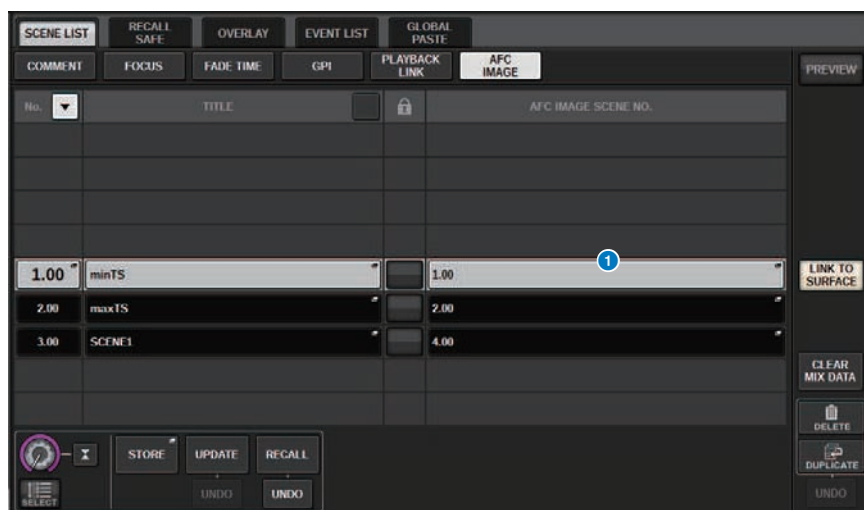 SCENE LIST
RECALL
SAFE
OVERLAY
EVENT LIST
GLOBAL
PASTE
COMMENT
FOCUS
FADE TIME
GPI
PLAYBACK
LINK
AFC
IMAGE
PREVIEW
No.
TITLE
AFC IMAGE SCENE NO.
1
1.00
minTS
1.00
LINK TO
SURFACE
2.00
maxTS
2.00
3.00
SCENE1
4.00
CLEAR
MIX DATA
DELETE
STORE
UPDATE
RECALL
DUPLICATE
SELECT
UNDO
UNDO
UNDO